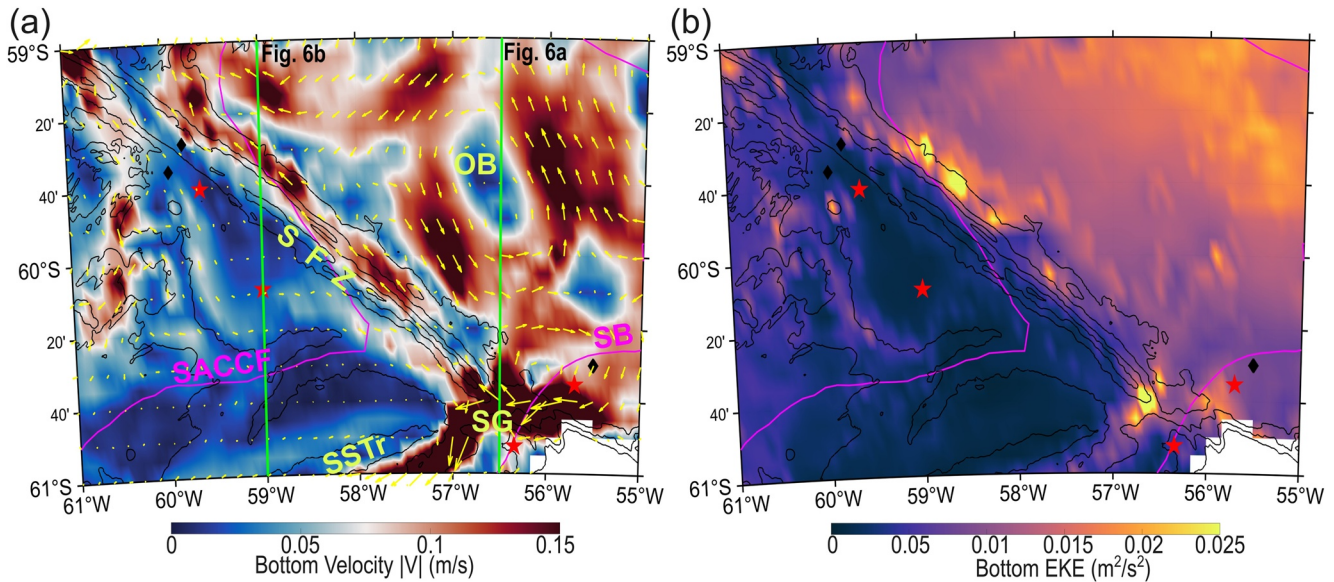 (a)
(b)
Fig. 6b
Fig. 6a
59°S
20'
40'
60°S
20'
40'
61°S
OB
S F Z
SB
SACCF
SG
SSTr
61°W 60°W 59°W 58°W 57°W 56°W 55°W
0 0.05 0.1 0.15
Bottom Velocity |V| (m/s)
59°S
20'
40'
60°S
20'
40'
61°S
61°W 60°W 59°W 58°W 57°W 56°W 55°W
0 0.05 0.01 0.015 0.02 0.025
Bottom EKE (m²/s²)